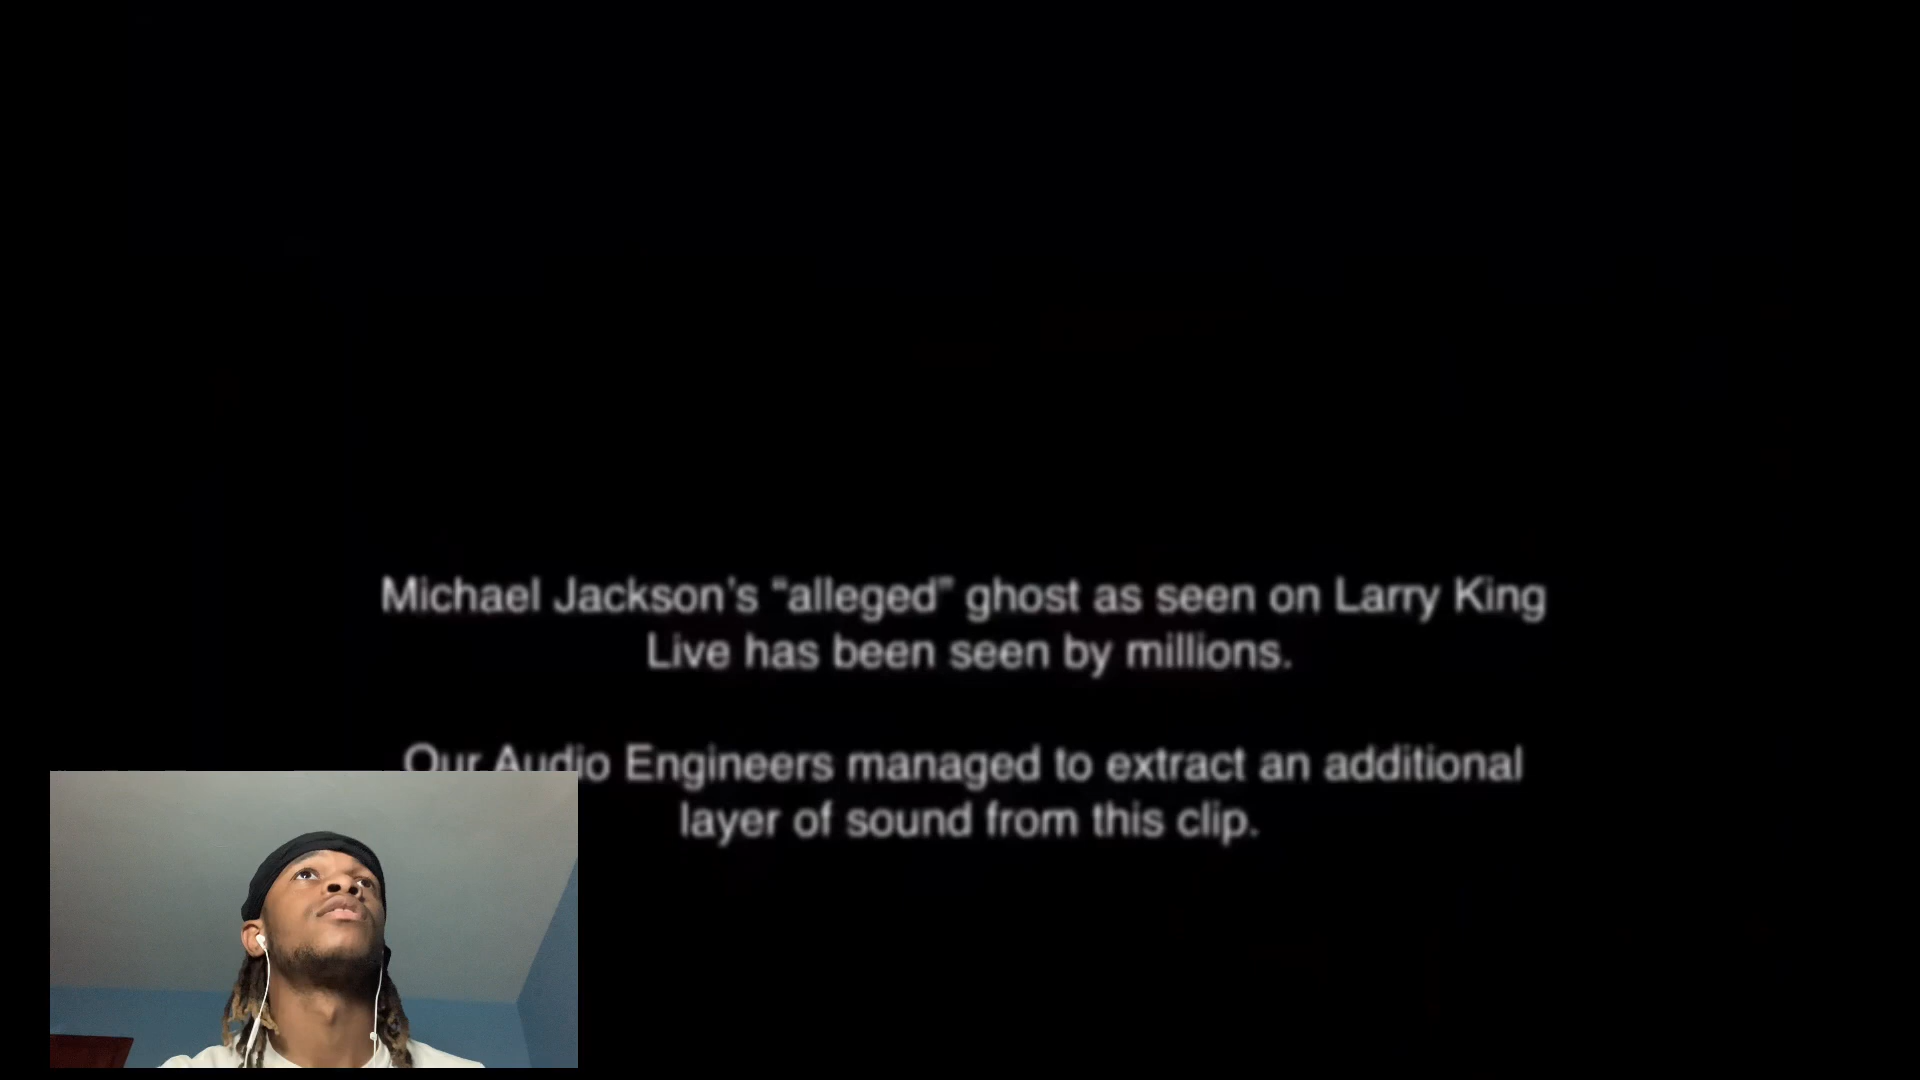 Michael Jackson's “alleged” ghost as seen on Larry King
Live has been seen by millions.
Our Audio Engineers managed to extract an additional
layer of sound from this clip.